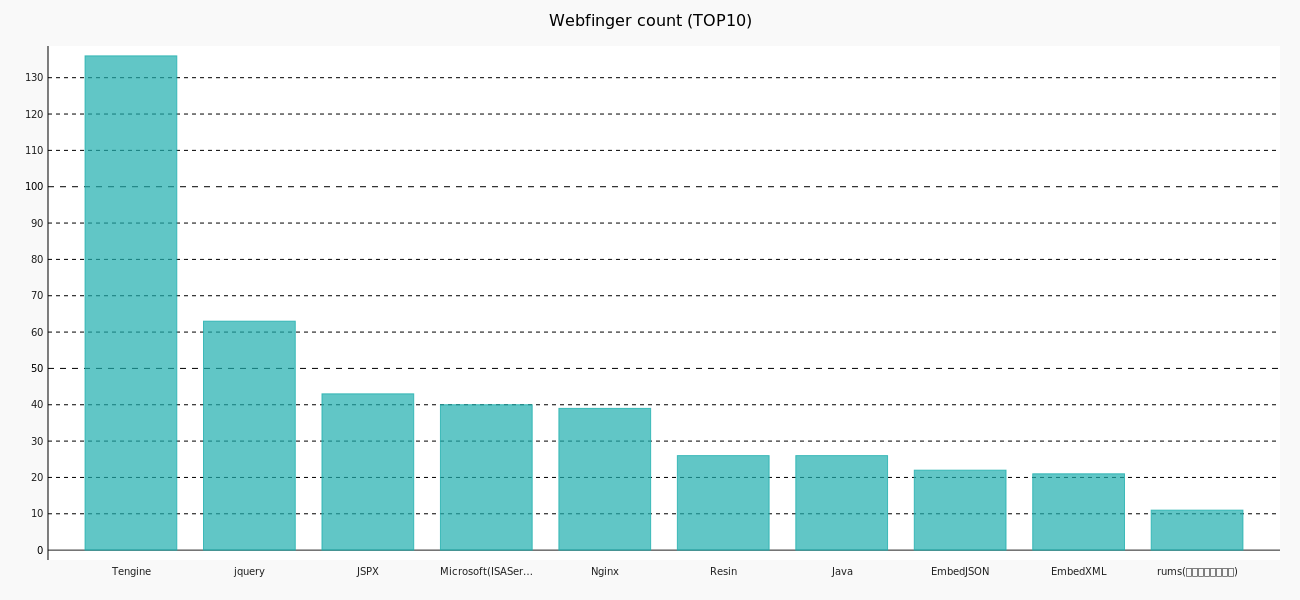 Webfinger count (TOP10)
130
120
110
100
90
80
70
60
50
40
30
20
10
0
Tengine
jquery
JSPX
Microsoft(ISASer...
Nginx
Resin
Java
EmbedJSON
EmbedXML
rums(□□□□□□□□)